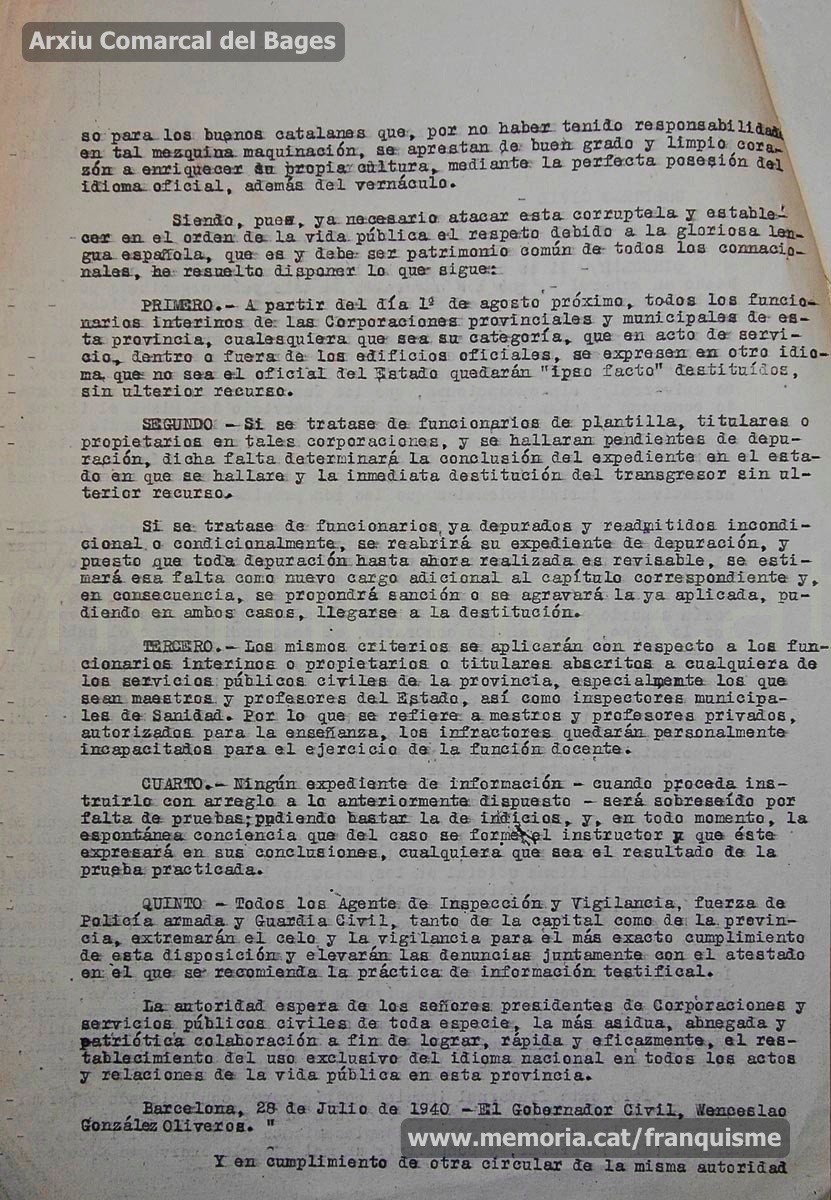 Arxiu Comarcal del Bages
so para los buenos catalanes que, por no haber tenido responsabilidad
en tal mezquina maquinación, se aprestan de buen grado y limpio cora-
zón a enriquecer su propia cultura, mediante la perfecta posesión del
idioma oficial, además del vernáculo.
Siendo, pues, ya necesario atacar esta corruptela y estable-
cer en el orden de la vida pública el respeto debido a la gloriosa len-
gua española, que es y debe ser patrimonio común de todos los connacio-
nales, he resuelto disponer lo que sigue:
PRIMERO.- A partir del día 1º de agosto próximo, todos los funcio-
narios interinos de las Corporaciones provinciales y municipales de es-
ta provincia, cualesquiera que sea su categoría, que en acto de servi-
cio, dentro o fuera de los edificios oficiales, se expresen en otro idio-
ma, que no sea el oficial del Estado quedarán "ipso facto" destituídos,
sin ulterior recurso.
SEGUNDO - Si se tratase de funcionarios de plantilla, titulares o
propietarios en tales corporaciones, y se hallaran pendientes de depu-
ración, dicha falta determinará la conclusión del expediente en el esta-
do en que se hallare y la inmediata destitución del transgresor sin ul-
terior recurso.
Si se tratase de funcionarios, ya depurados y readmitidos incondi-
cional o condicionalmente, se reabrirá su expediente de depuración, y
puesto que toda depuración hasta ahora realizada es revisable, se esti-
mará esa falta como nuevo cargo adicional al capítulo correspondiente y,
en consecuencia, se propondrá sanción o se agravará la ya aplicada, pu-
diendo en ambos casos, llegarse a la destitución.
TERCERO.- Los mismos criterios se aplicarán con respecto a los fun-
cionarios interinos o propietarios o titulares abscritos a cualquiera de
los servicios públicos civiles de la provincia, especialmente los que
sean maestros y profesores del Estado, así como inspectores municipa-
les de Sanidad. Por lo que se refiere a mestros y profesores privados,
autorizados para la enseñanza, los infractores quedarán personalmente
incapacitados para el ejercicio de la función docente.
CUARTO.- Ningún expediente de información - cuando proceda ins-
truirlo con arreglo a lo anteriormente dispuesto - será sobreseído por
falta de pruebas; pudiendo bastar la de indicios, y, en todo momento, la
espontánea conciencia que del caso se forme el instructor y que éste
expresará en sus conclusiones, cualquiera que sea el resultado de la
prueba practicada.
QUINTO - Todos los Agente de Inspección y Vigilancia, fuerza de
Policía armada y Guardia Civil, tanto de la capital como de la provin-
cia, extremarán el celo y la vigilancia para el más exacto cumplimiento
de esta disposición y elevarán las denuncias juntamente con el atestado
en el que se recomienda la práctica de información testifical.
La autoridad espera de los señores presidentes de Corporaciones y
servicios públicos civiles de toda especie, la más asidua, abnegada y
patriótica colaboración a fin de lograr, rápida y eficazmente, el res-
tablecimiento del uso exclusivo del idioma nacional en todos los actos
y relaciones de la vida pública en esta provincia.
Barcelona, 28 de Julio de 1940 - El Gobernador Civil, Wenceslao
González Oliveros. "
www.memoria.cat/franquisme
Y en cumplimiento de otra circular de la misma autoridad